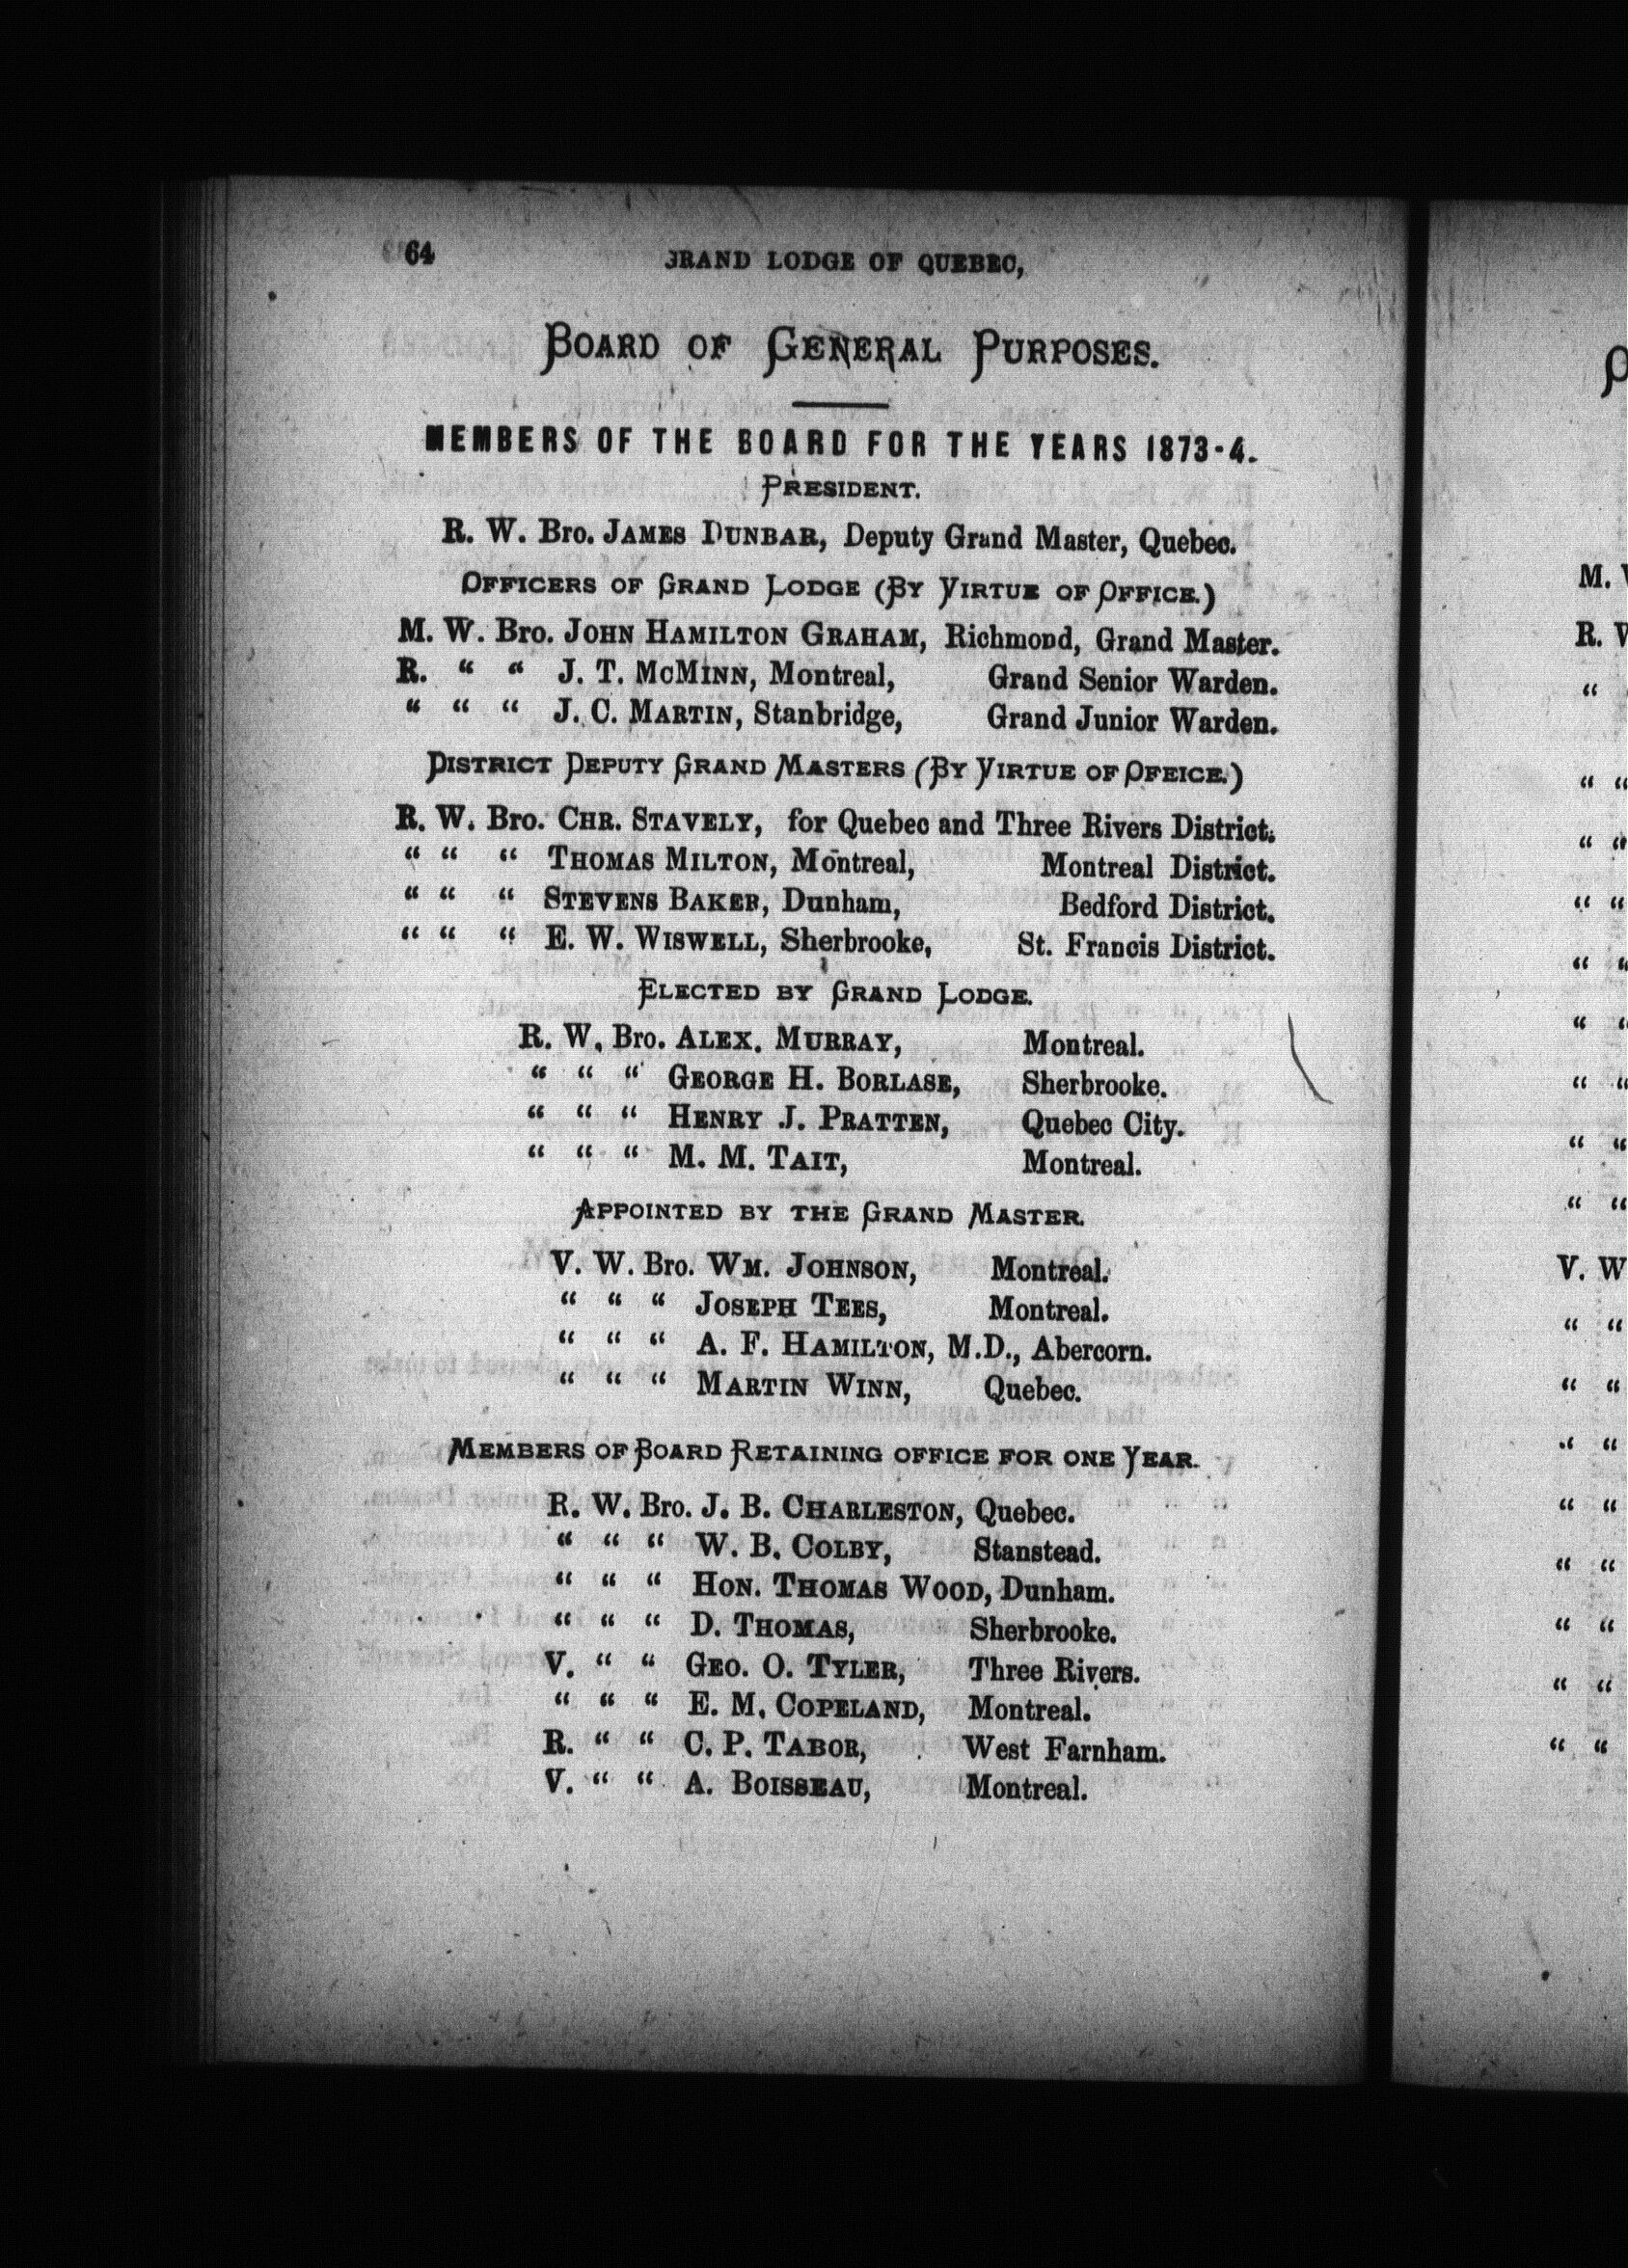 64 GRAND LODGE OF QUEBEC,
BOARD OF GENERAL PURPOSES.
MEMBERS OF THE BOARD FOR THE YEARS 1873-4.
PRESIDENT.
R. W. Bro. JAMES DUNBAR, Deputy Grand Master, Quebec.
OFFICERS OF GRAND LODGE (BY VIRTUE OF OFFICE.)
M. W. Bro. JOHN HAMILTON GRAHAM, Richmond, Grand Master.
R. “ “ J. T. MCMINN, Montreal, Grand Senior Warden.
“ “ “ J. C. MARTIN, Stanbridge, Grand Junior Warden.
DISTRICT DEPUTY GRAND MASTERS (BY VIRTUE OF OFEICE.)
R. W. Bro. CHR. STAVELY, for Quebec and Three Rivers District.
“ “ “ THOMAS MILTON, Montreal, Montreal District.
“ “ “ STEVENS BAKER, Dunham, Bedford District.
“ “ “ E. W. WISWELL, Sherbrooke, St. Francis District.
ELECTED BY GRAND LODGE.
R. W. Bro. ALEX. MURRAY, Montreal.
“ “ “ GEORGE H. BORLASE, Sherbrooke.
“ “ “ HENRY J. PRATTEN, Quebec City.
“ “ “ M. M. TAIT, Montreal.
APPOINTED BY THE GRAND MASTER.
V. W. Bro. WM. JOHNSON, Montreal.
“ “ “ JOSEPH TEES, Montreal.
“ “ “ A. F. HAMILTON, M.D., Abercorn.
“ “ “ MARTIN WINN, Quebec.
MEMBERS OF BOARD RETAINING OFFICE FOR ONE YEAR.
R. W. Bro. J. B. CHARLESTON, Quebec.
“ “ “ W. B. COLBY, Stanstead.
“ “ “ HON. THOMAS WOOD, Dunham.
“ “ “ D. THOMAS, Sherbrooke.
V. “ “ GEO. O. TYLER, Three Rivers.
“ “ “ E. M. COPELAND, Montreal.
R. “ “ C. P. TABOR, West Farnham.
V. “ “ A. BOISSEAU, Montreal.